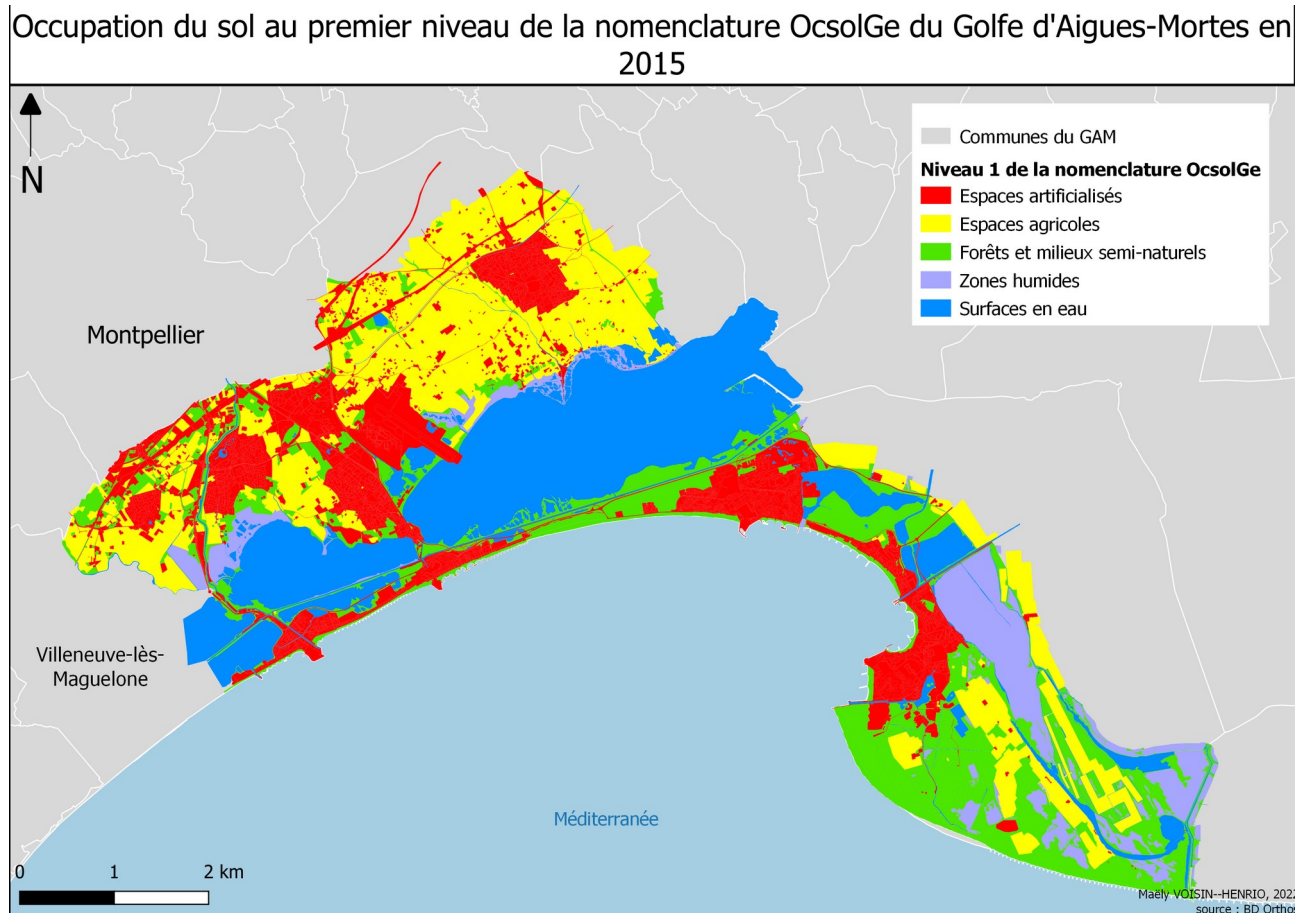 Occupation du sol au premier niveau de la nomenclature OcsolGe du Golfe d'Aigues-Mortes en
2015
N
Communes du GAM
Niveau 1 de la nomenclature OcsolGe
Espaces artificialisés
Espaces agricoles
Forêts et milieux semi-naturels
Zones humides
Surfaces en eau
Montpellier
Villeneuve-lès-
Maguelone
Méditerranée
0 1 2 km
Maëly VOISIN--HENRIO, 2022
source : BD Orthos